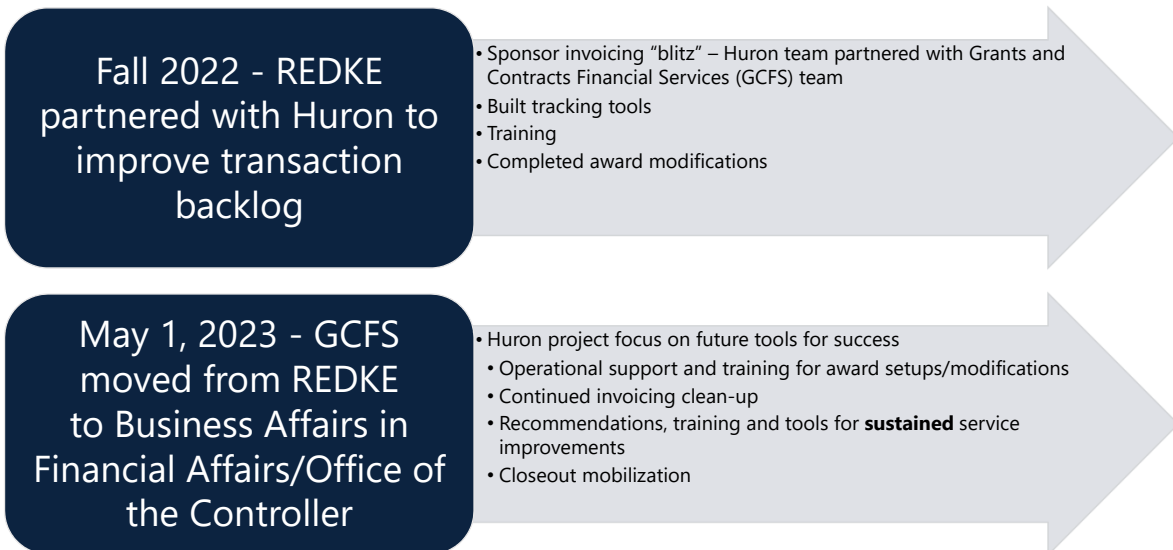 Fall 2022 - REDKE
partnered with Huron to
improve transaction
backlog
• Sponsor invoicing “blitz” – Huron team partnered with Grants and
Contracts Financial Services (GCFS) team
• Built tracking tools
• Training
• Completed award modifications
May 1, 2023 - GCFS
moved from REDKE
to Business Affairs in
Financial Affairs/Office of
the Controller
• Huron project focus on future tools for success
• Operational support and training for award setups/modifications
• Continued invoicing clean-up
• Recommendations, training and tools for sustained service
improvements
• Closeout mobilization